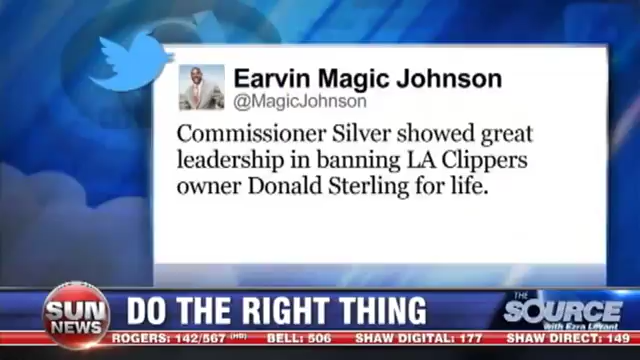 Earvin Magic Johnson
@MagicJohnson
Commissioner Silver showed great
leadership in banning LA Clippers
owner Donald Sterling for life.
SUN
NEWS
DO THE RIGHT THING
THE
SOURCE
with Ezra Levant
ROGERS: 142/567 (HD) BELL: 506 SHAW DIGITAL: 177 SHAW DIRECT: 149